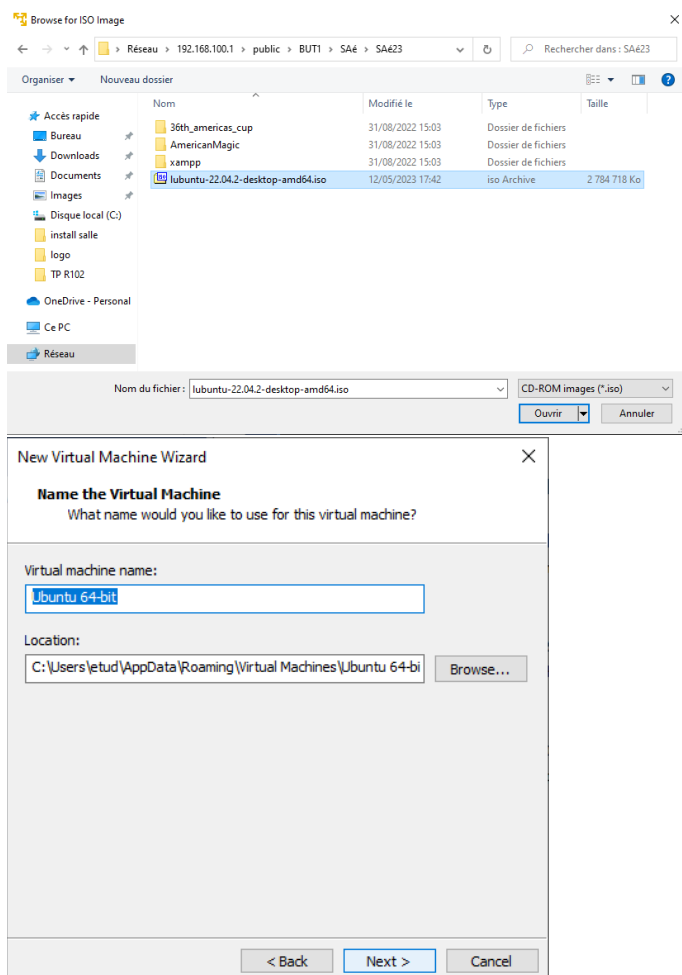 Browse for ISO Image
Réseau > 192.168.100.1 > public > BUT1 > SAé > SAé23
Rechercher dans : SAé23
Organiser
Nouveau dossier
Nom Modifié le Type Taille
Accès rapide
Bureau
Downloads
Documents
Images
Disque local (C:)
install salle
logo
TP R102
OneDrive - Personal
Ce PC
Réseau
36th_americas_cup 31/08/2022 15:03 Dossier de fichiers
AmericanMagic 31/08/2022 15:03 Dossier de fichiers
xampp 31/08/2022 15:03 Dossier de fichiers
lubuntu-22.04.2-desktop-amd64.iso 12/05/2023 17:42 iso Archive 2 784 718 Ko
Nom du fichier : lubuntu-22.04.2-desktop-amd64.iso CD-ROM images (*.iso)
Ouvrir Annuler
New Virtual Machine Wizard
Name the Virtual Machine
What name would you like to use for this virtual machine?
Virtual machine name:
Ubuntu 64-bit
Location:
C:\Users\etud\AppData\Roaming\Virtual Machines\Ubuntu 64-bi Browse...
< Back Next > Cancel